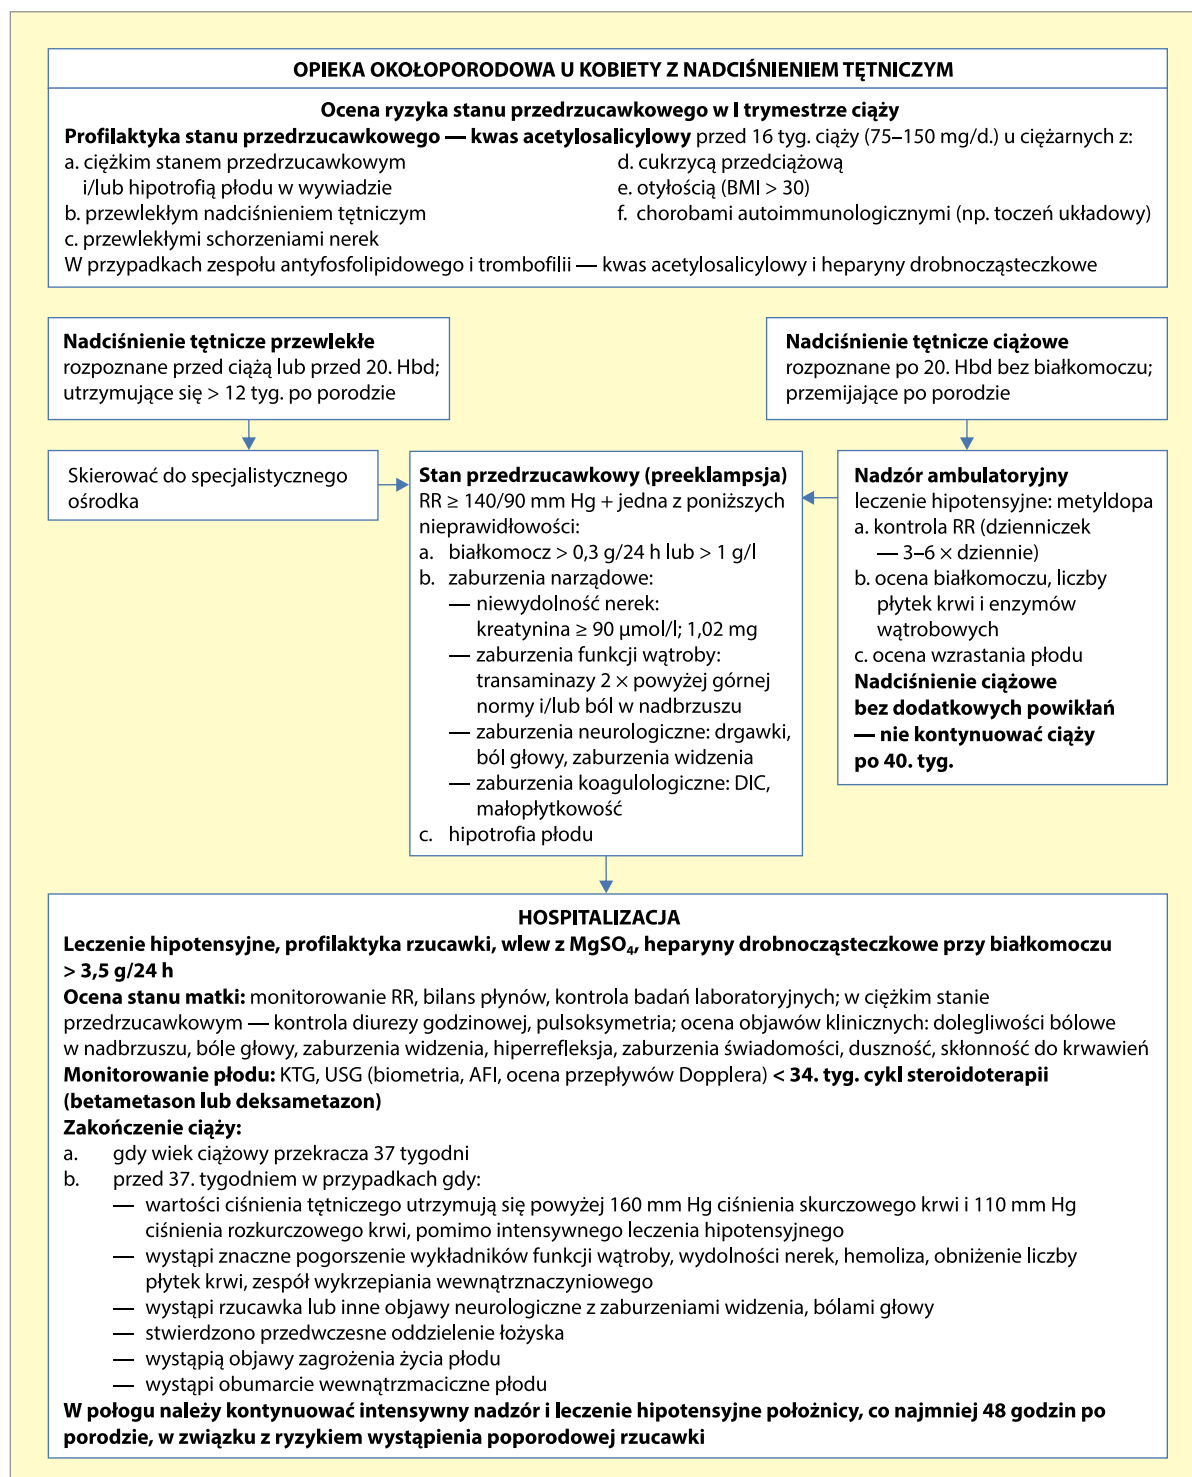 OPIEKA OKOŁOPORODOWA U KOBIETY Z NADCIŚNIENIEM TĘTNICZYM
Ocena ryzyka stanu przedrzucawkowego w I trymestrze ciąży
Profilaktyka stanu przedrzucawkowego — kwas acetylosalicylowy przed 16 tyg. ciąży (75–150 mg/d.) u ciężarnych z:
a. ciężkim stanem przedrzucawkowym
i/lub hipotrofią płodu w wywiadzie
b. przewlekłym nadciśnieniem tętniczym
c. przewlekłymi schorzeniami nerek
d. cukrzycą przedciążową
e. otyłością (BMI > 30)
f. chorobami autoimmunologicznymi (np. toczeń układowy)
W przypadkach zespołu antyfosfolipidowego i trombofilii — kwas acetylosalicylowy i heparyny drobnocząsteczkowe
Nadciśnienie tętnicze przewlekłe
rozpoznane przed ciążą lub przed 20. Hbd;
utrzymujące się > 12 tyg. po porodzie
Nadciśnienie tętnicze ciążowe
rozpoznane po 20. Hbd bez białkomoczu;
przemijające po porodzie
Skierować do specjalistycznego
ośrodka
Stan przedrzucawkowy (preeklampsja)
RR ≥ 140/90 mm Hg + jedna z poniższych
nieprawidłowości:
a. białkomocz > 0,3 g/24 h lub > 1 g/l
b. zaburzenia narządowe:
— niewydolność nerek:
kreatynina ≥ 90 μmol/l; 1,02 mg
— zaburzenia funkcji wątroby:
transaminazy 2 × powyżej górnej
normy i/lub ból w nadbrzuszu
— zaburzenia neurologiczne: drgawki,
ból głowy, zaburzenia widzenia
— zaburzenia koagulologiczne: DIC,
małopłytkowość
c. hipotrofia płodu
Nadzór ambulatoryjny
leczenie hipotensyjne: metyldopa
a. kontrola RR (dzienniczek
— 3–6 × dziennie)
b. ocena białkomoczu, liczby
płytek krwi i enzymów
wątrobowych
c. ocena wzrastania płodu
Nadciśnienie ciążowe
bez dodatkowych powikłań
— nie kontynuować ciąży
po 40. tyg.
HOSPITALIZACJA
Leczenie hipotensyjne, profilaktyka rzucawki, wlew z MgSO₄, heparyny drobnocząsteczkowe przy białkomoczu
> 3,5 g/24 h
Ocena stanu matki: monitorowanie RR, bilans płynów, kontrola badań laboratoryjnych; w ciężkim stanie
przedrzucawkowym — kontrola diurezy godzinowej, pulsoksymetria; ocena objawów klinicznych: dolegliwości bólowe
w nadbrzuszu, bóle głowy, zaburzenia widzenia, hiperrefleksja, zaburzenia świadomości, duszność, skłonność do krwawień
Monitorowanie płodu: KTG, USG (biometria, AFI, ocena przepływów Dopplera) < 34. tyg. cykl steroidoterapii
(betametason lub deksametazon)
Zakończenie ciąży:
a. gdy wiek ciążowy przekracza 37 tygodni
b. przed 37. tygodniem w przypadkach gdy:
— wartości ciśnienia tętniczego utrzymują się powyżej 160 mm Hg ciśnienia skurczowego krwi i 110 mm Hg
ciśnienia rozkurczowego krwi, pomimo intensywnego leczenia hipotensyjnego
— wystąpi znaczne pogorszenie wykładników funkcji wątroby, wydolności nerek, hemoliza, obniżenie liczby
płytek krwi, zespół wykrzepiania wewnątrznaczyniowego
— wystąpi rzucawka lub inne objawy neurologiczne z zaburzeniami widzenia, bólami głowy
— stwierdzono przedwczesne oddzielenie łożyska
— wystąpią objawy zagrożenia życia płodu
— wystąpi obumarcie wewnątrzmaciczne płodu
W połogu należy kontynuować intensywny nadzór i leczenie hipotensyjne położnicy, co najmniej 48 godzin po
porodzie, w związku z ryzykiem wystąpienia poporodowej rzucawki